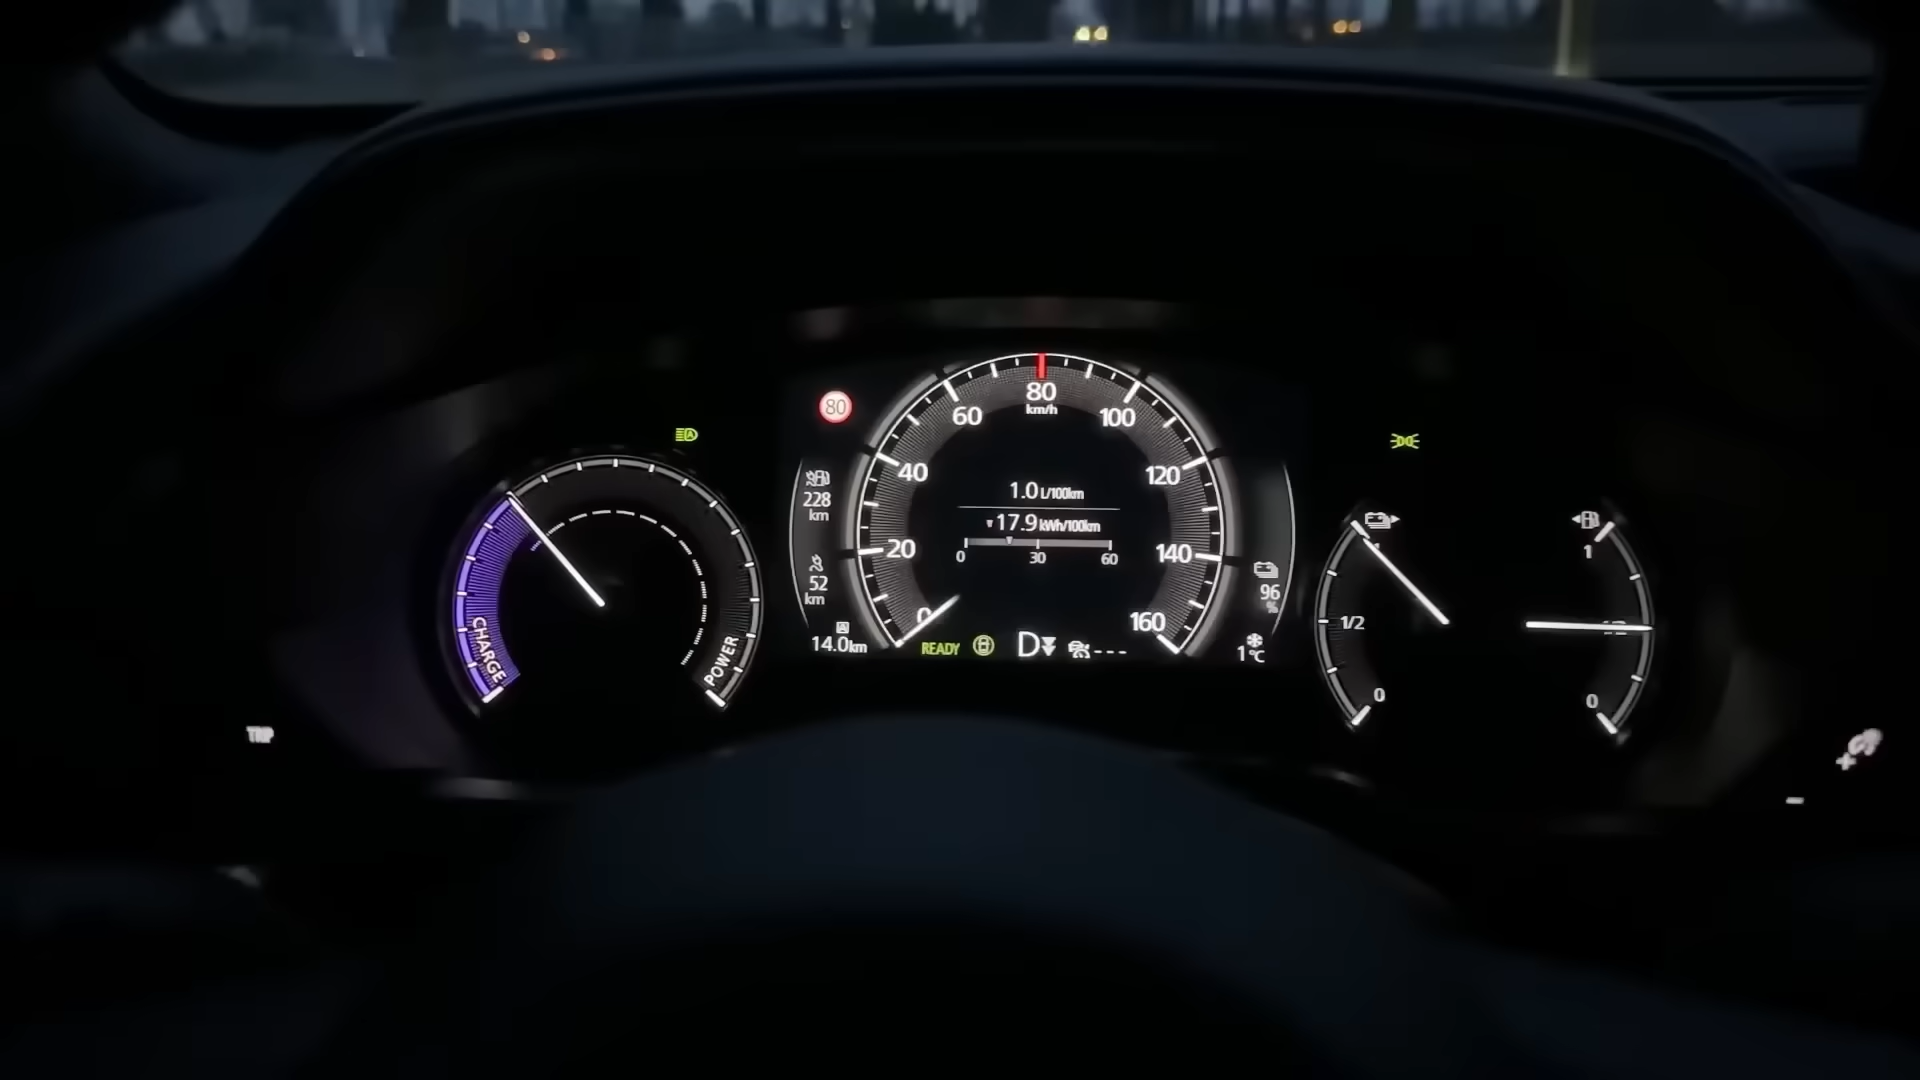 80
80
km/h
60
100
40
120
20
140
0
160
1.0 L/100km
17.9 kWh/100km
0 30 60
228
km
52
km
14.0km
READY
D
---
96
%
1°C
CHARGE
POWER
1/2
0
1
0
TRIP